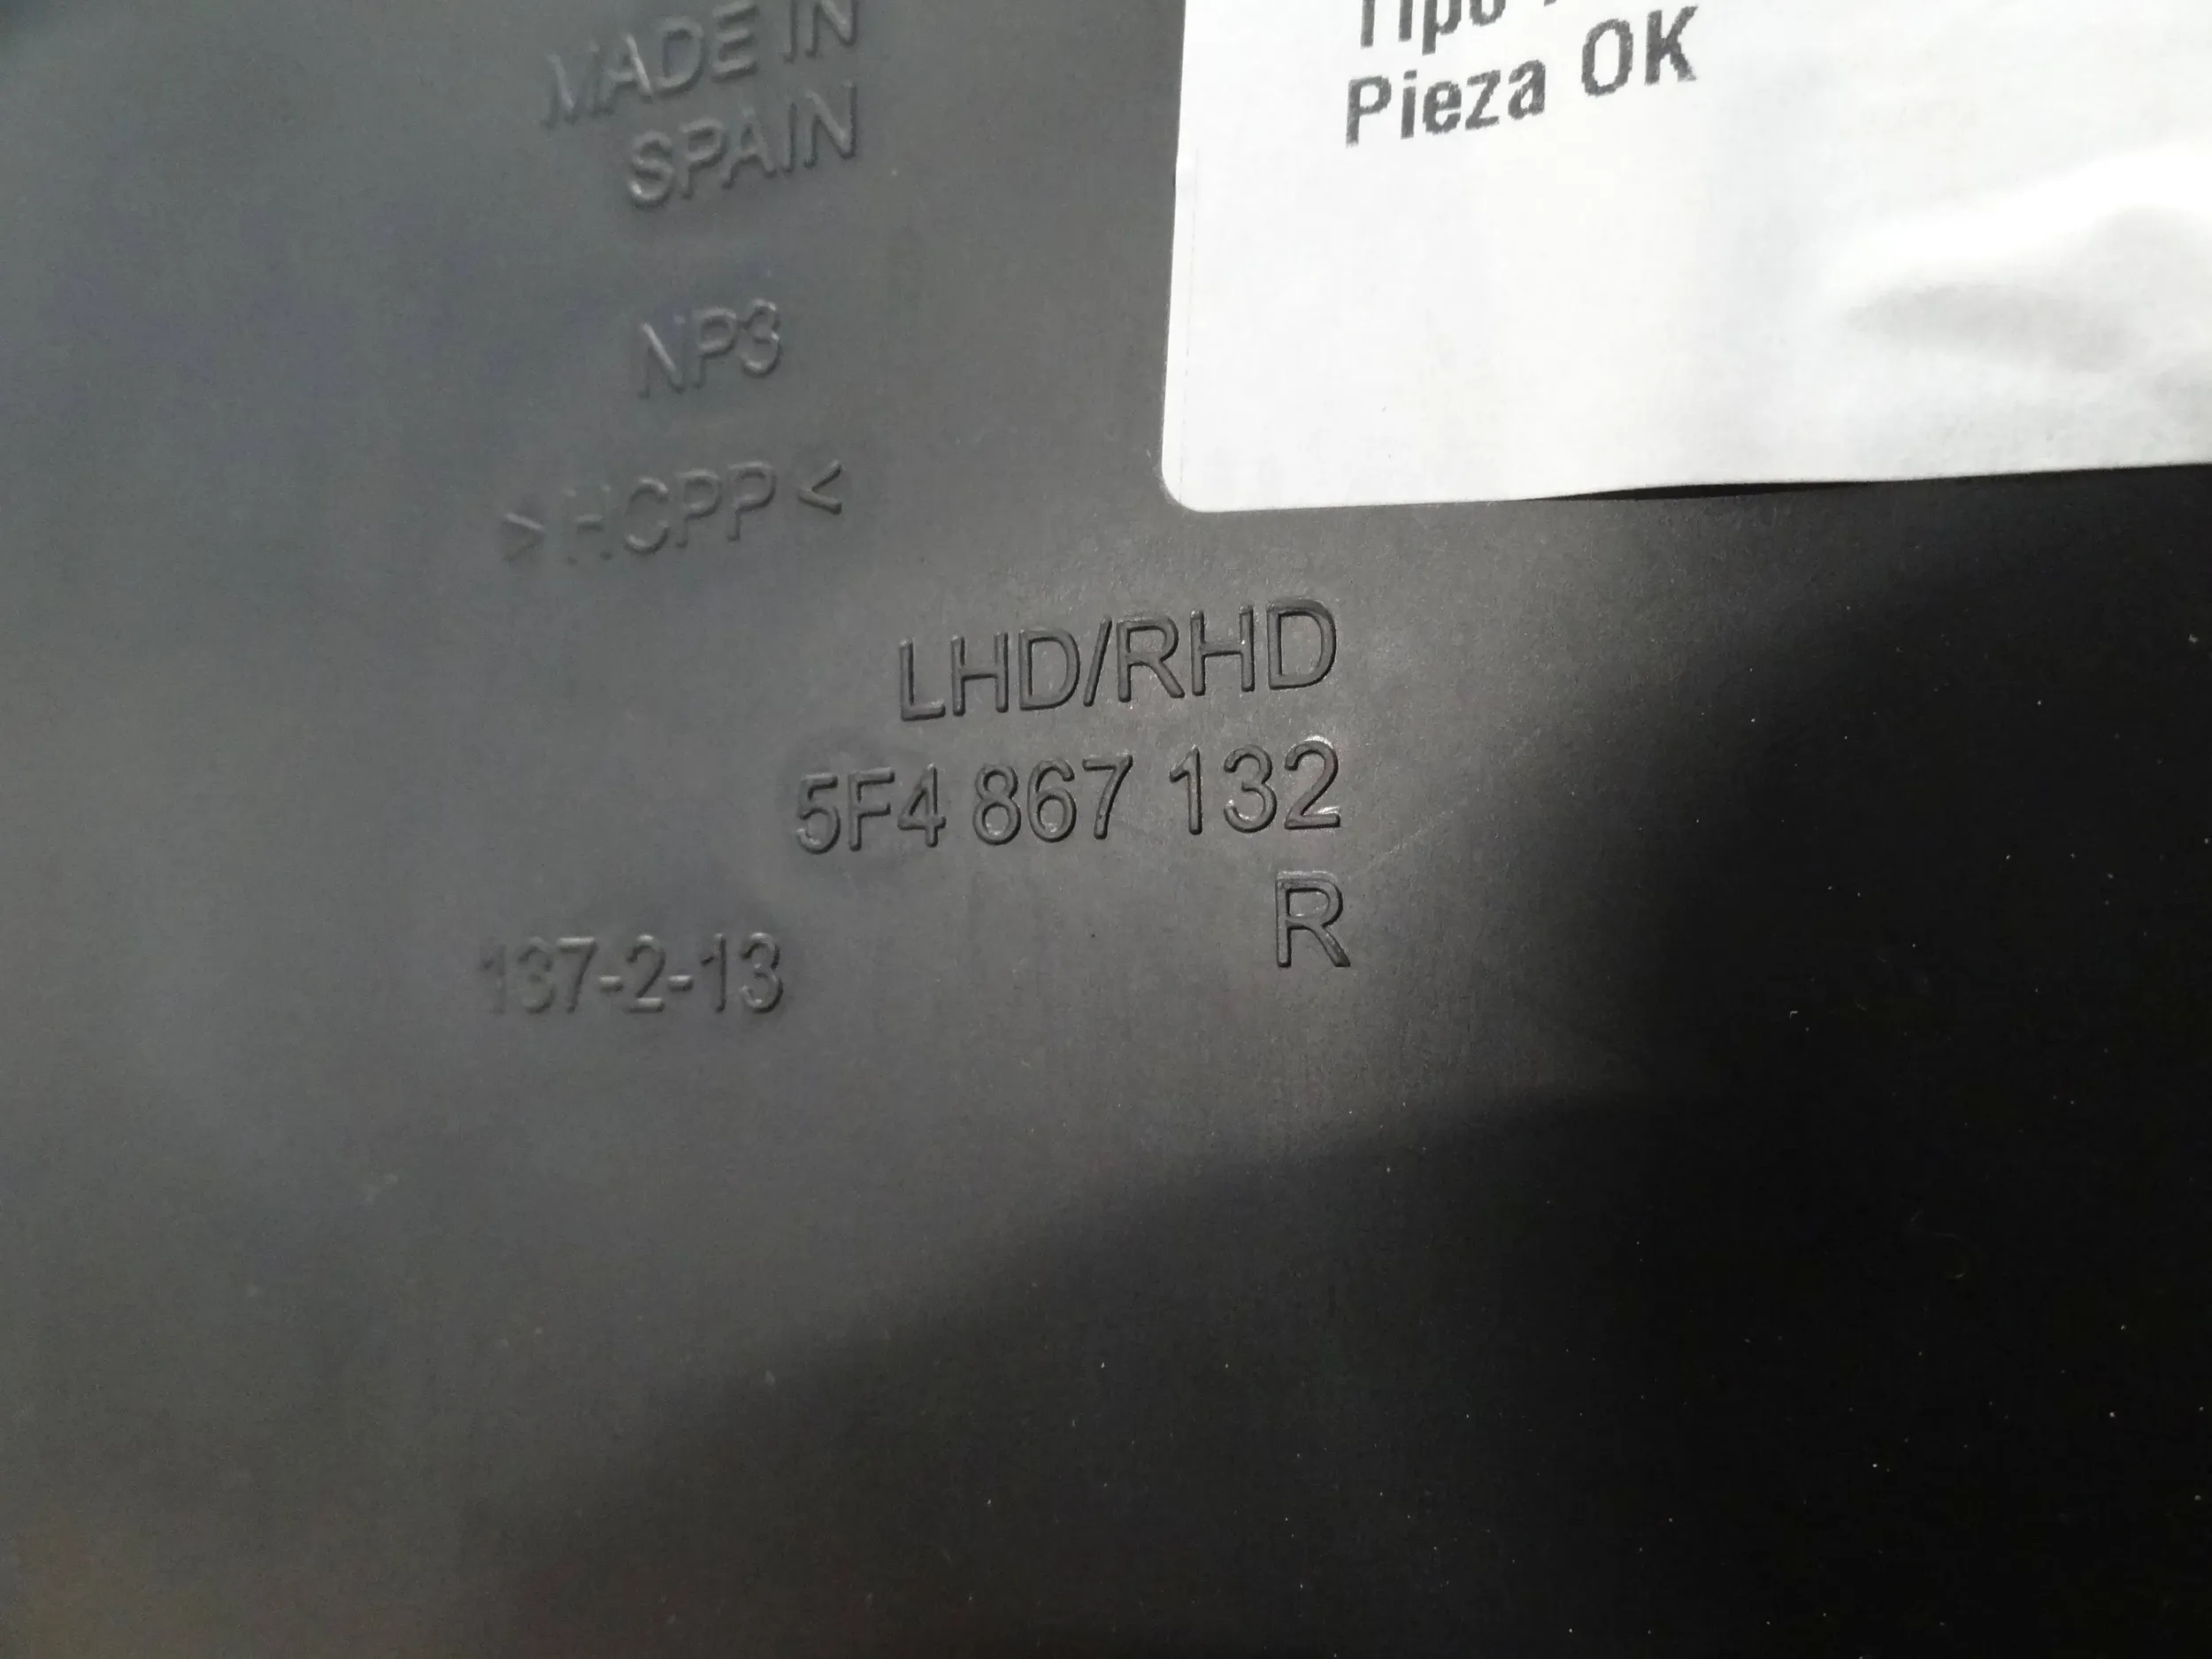 MADE IN
SPAIN
Pieza OK
NP3
>HCPP<
LHD/RHD
5F4 867 132
R
137-2-13